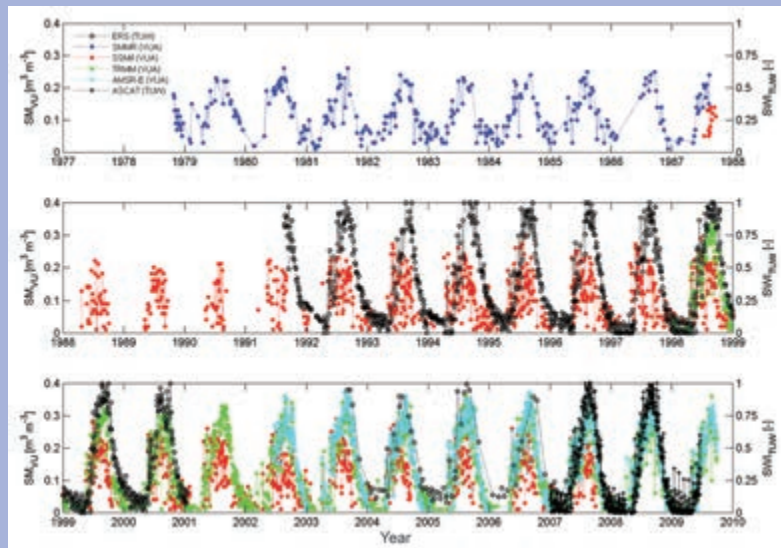 0.4
0.3
0.2
0.1
0
SM_VU [m³ m⁻³]
ERS (TUW)
SMMR (VUA)
SSMI (VUA)
TRMM (VUA)
AMSR-E (VUA)
ASCAT (TUW)
1
0.75
0.5
0.25
0
SWI_TUW [-]
1977 1978 1979 1980 1981 1982 1983 1984 1985 1986 1987 1988
0.4
0.3
0.2
0.1
0
SM_VU [m³ m⁻³]
1
0.75
0.5
0.25
0
SWI_TUW [-]
1988 1989 1990 1991 1992 1993 1994 1995 1996 1997 1998 1999
0.4
0.3
0.2
0.1
0
SM_VU [m³ m⁻³]
1
0.75
0.5
0.25
0
SWI_TUW [-]
1999 2000 2001 2002 2003 2004 2005 2006 2007 2008 2009 2010
Year